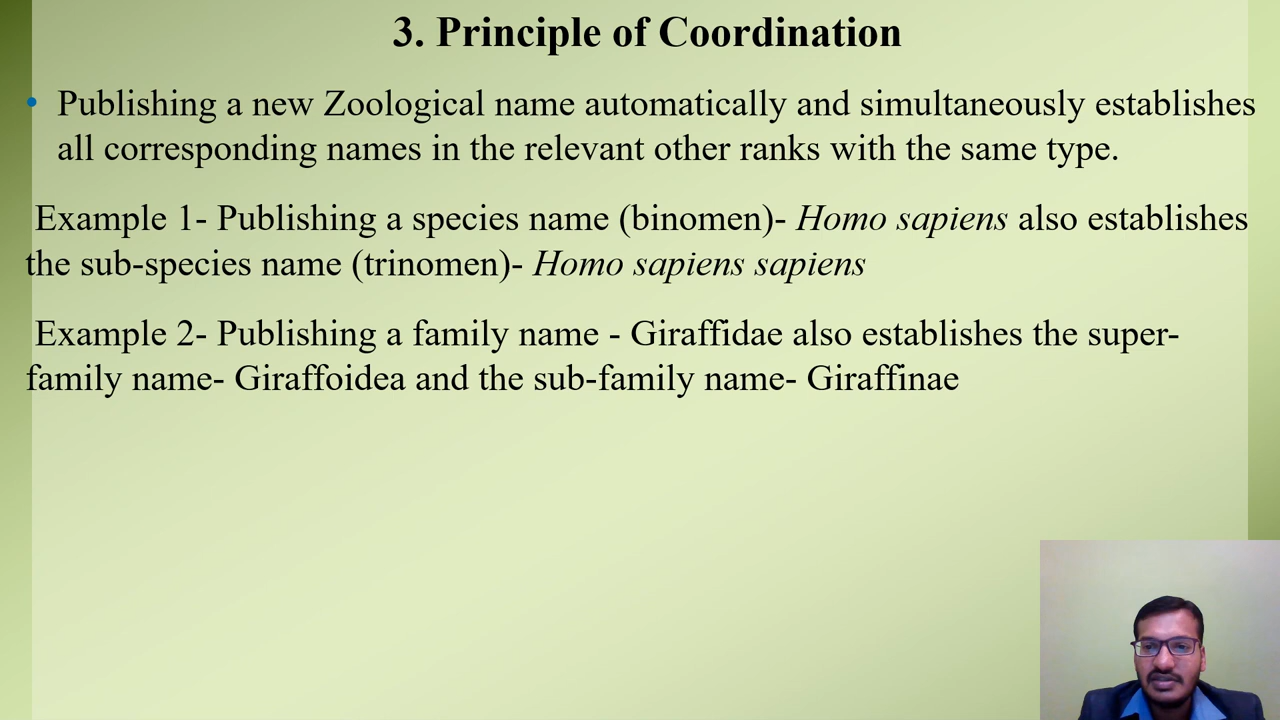 3. Principle of Coordination
• Publishing a new Zoological name automatically and simultaneously establishes
all corresponding names in the relevant other ranks with the same type.
Example 1- Publishing a species name (binomen)- Homo sapiens also establishes
the sub-species name (trinomen)- Homo sapiens sapiens
Example 2- Publishing a family name - Giraffidae also establishes the super-
family name- Giraffoidea and the sub-family name- Giraffinae